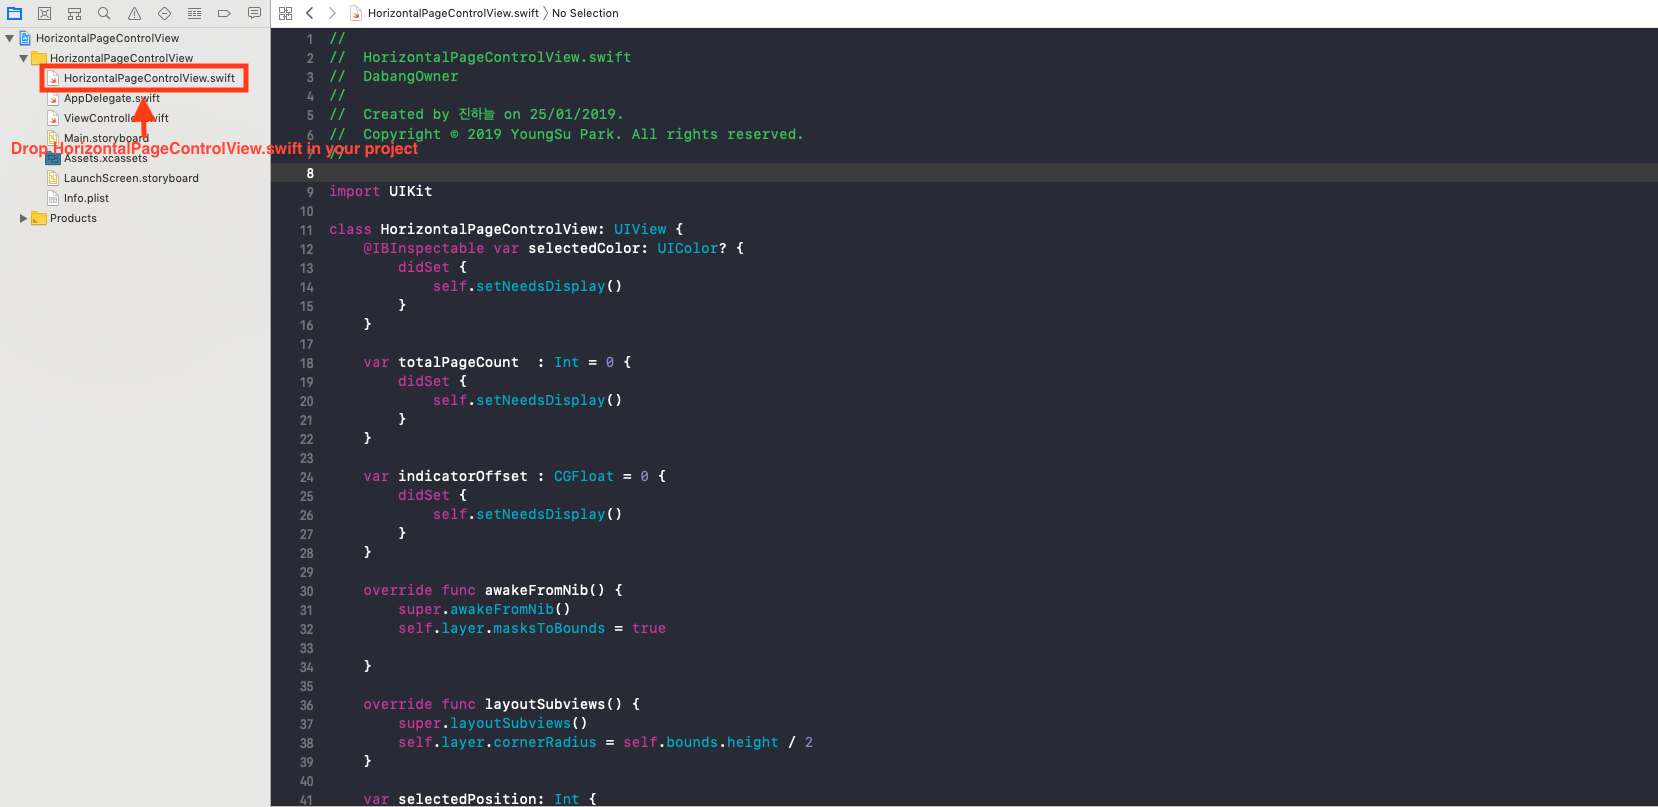 HorizontalPageControlView.swift 〉 No Selection
HorizontalPageControlView
HorizontalPageControlView
HorizontalPageControlView.swift
AppDelegate.swift
Main.storyboard
Drop HorizontalPageControlView.swift in your project
Assets.xcassets
LaunchScreen.storyboard
Info.plist
Products
1 //
2 //  HorizontalPageControlView.swift
3 //  DabangOwner
4 //
5 //  Created by 진하늘 on 25/01/2019.
6 //  Copyright © 2019 YoungSu Park. All rights reserved.
7 //
8
9 import UIKit
10
11 class HorizontalPageControlView: UIView {
12     @IBInspectable var selectedColor: UIColor? {
13         didSet {
14             self.setNeedsDisplay()
15         }
16     }
17
18     var totalPageCount  : Int = 0 {
19         didSet {
20             self.setNeedsDisplay()
21         }
22     }
23
24     var indicatorOffset : CGFloat = 0 {
25         didSet {
26             self.setNeedsDisplay()
27         }
28     }
29
30     override func awakeFromNib() {
31         super.awakeFromNib()
32         self.layer.masksToBounds = true
33
34     }
35
36     override func layoutSubviews() {
37         super.layoutSubviews()
38         self.layer.cornerRadius = self.bounds.height / 2
39     }
40
41     var selectedPosition: Int {